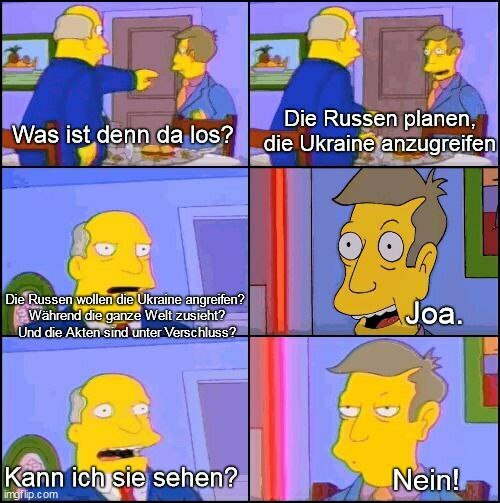 Was ist denn da los?
Die Russen planen,
die Ukraine anzugreifen
Die Russen wollen die Ukraine angreifen?
Während die ganze Welt zusieht?
Und die Akten sind unter Verschluss?
Joa.
Kann ich sie sehen?
Nein!
imgflip.com